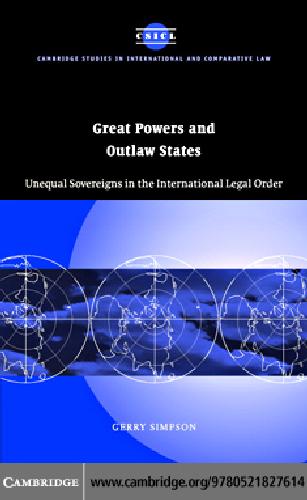 CSICL
CAMBRIDGE STUDIES IN INTERNATIONAL AND COMPARATIVE LAW
Great Powers and
Outlaw States
Unequal Sovereigns in the International Legal Order
GERRY SIMPSON
CAMBRIDGE www.cambridge.org/9780521827614